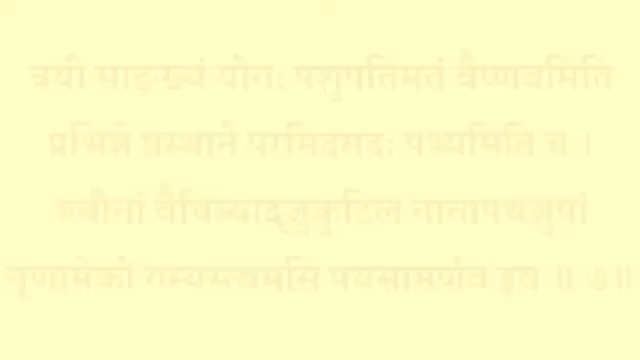 त्रयी साङ्ख्यं योगः पशुपतिमतं वैष्णवमिति
प्रभिन्ने प्रस्थाने परमिदमदः पथ्यमिति च ।
रुचीनां वैचित्र्यादृजुकुटिल नानापथजुषां
नृणामेको गम्यस्त्वमसि पयसामर्णव इव ॥ ७॥